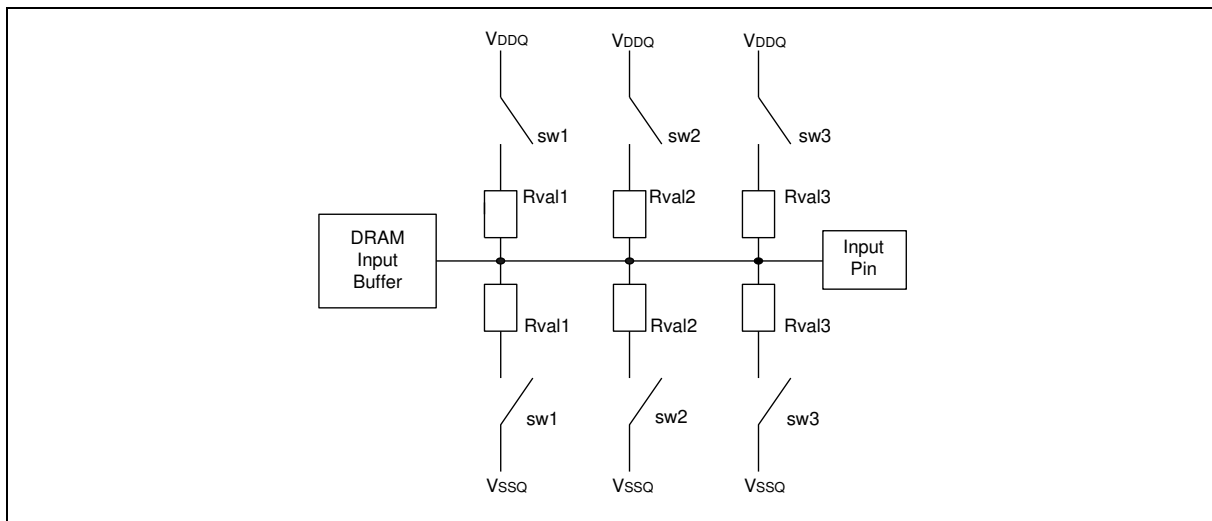 VDDQ VDDQ VDDQ
sw1 sw2 sw3
Rval1 Rval2 Rval3
DRAM
Input
Buffer
Input
Pin
Rval1 Rval2 Rval3
sw1 sw2 sw3
VSSQ VSSQ VSSQ